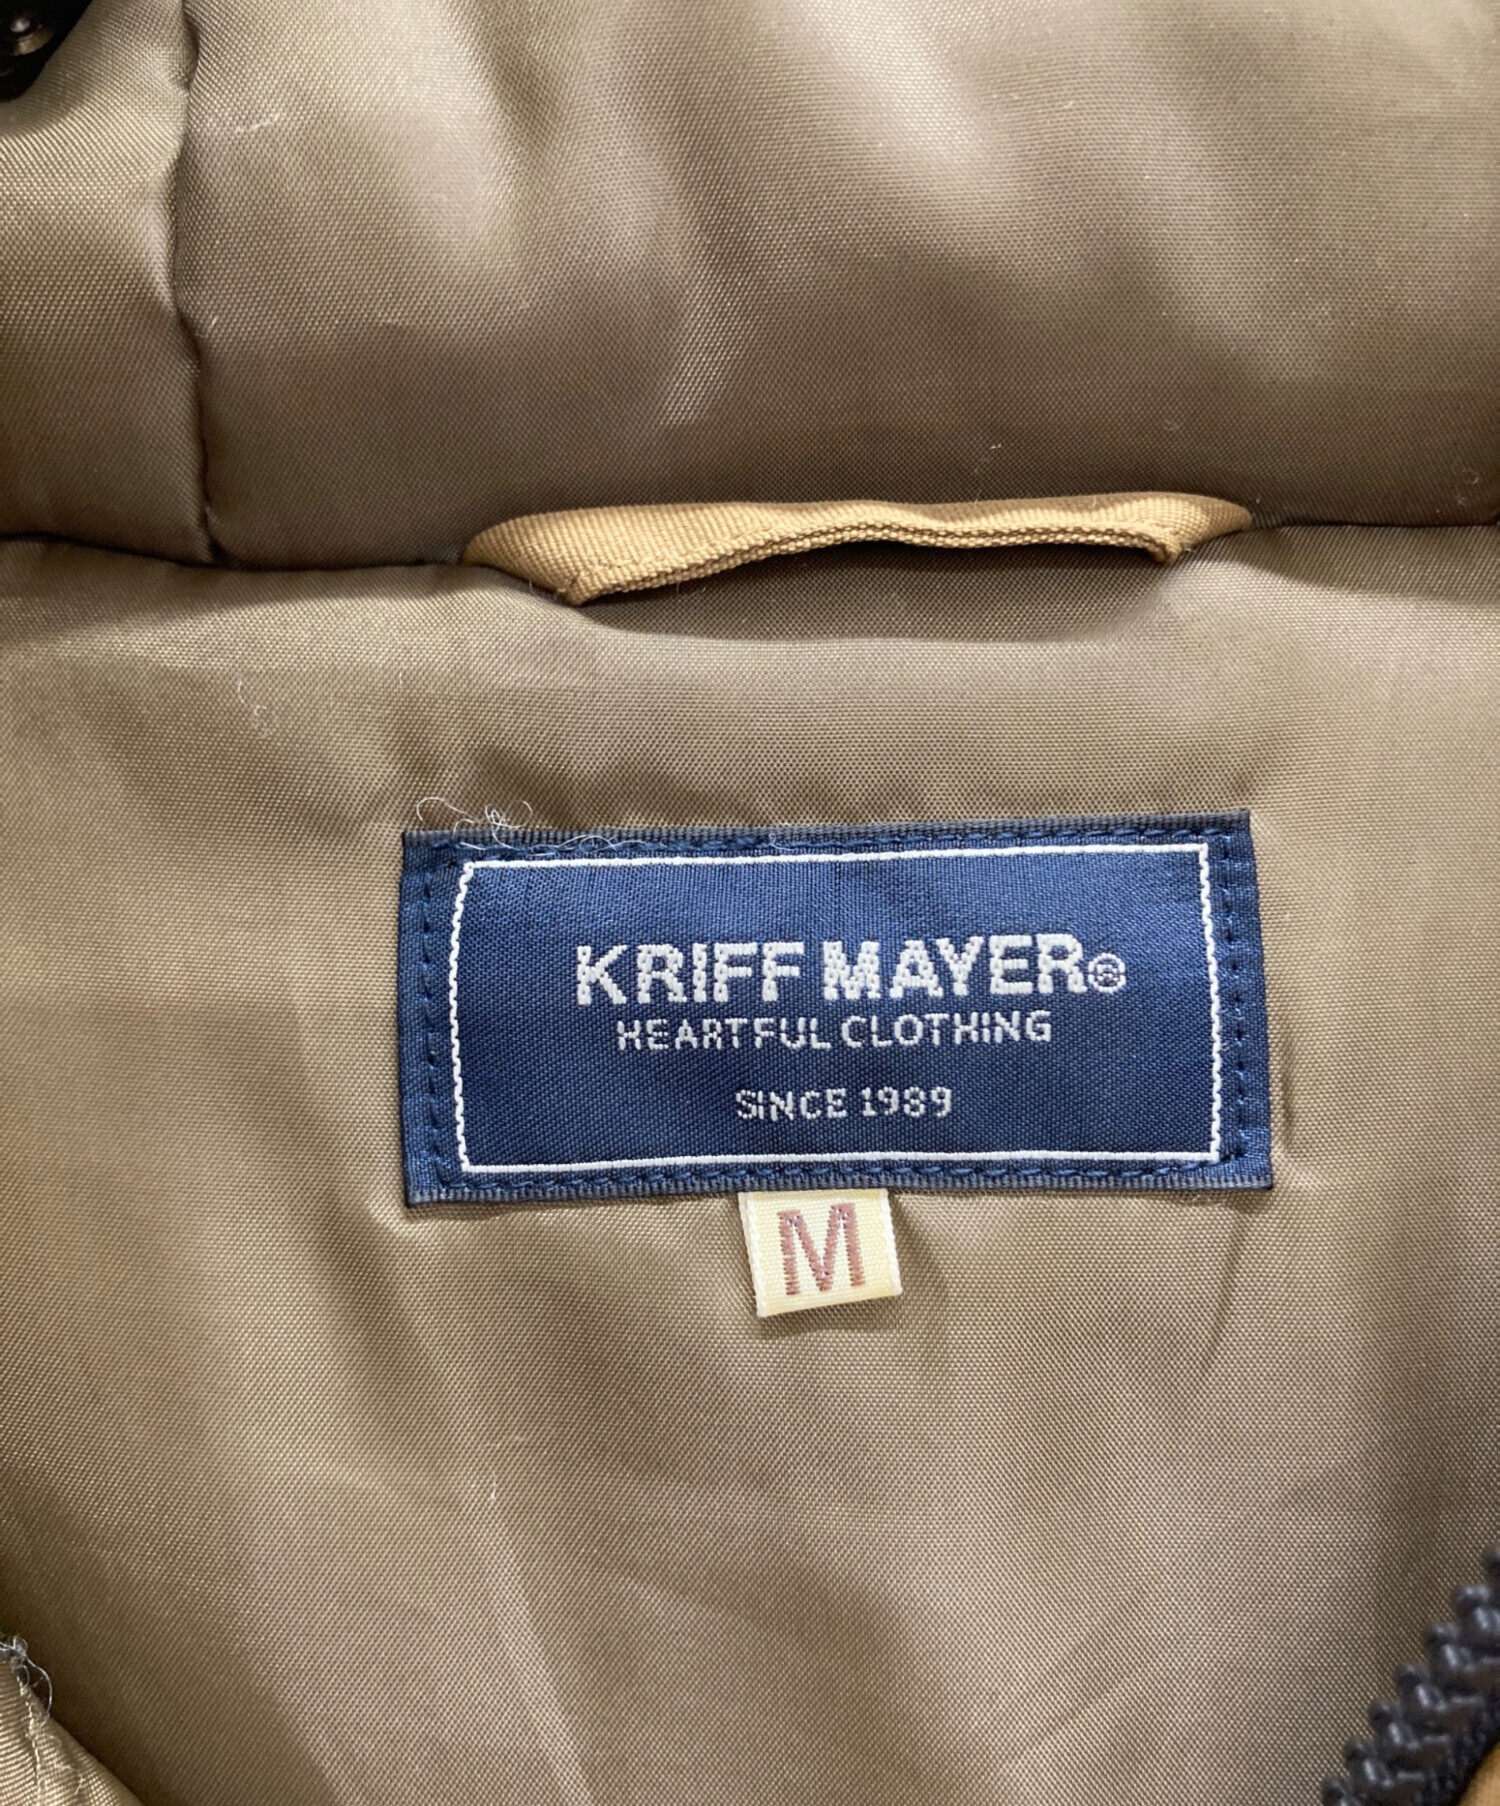 KRIFF MAYER®
HEARTFUL CLOTHING
SINCE 1989
M